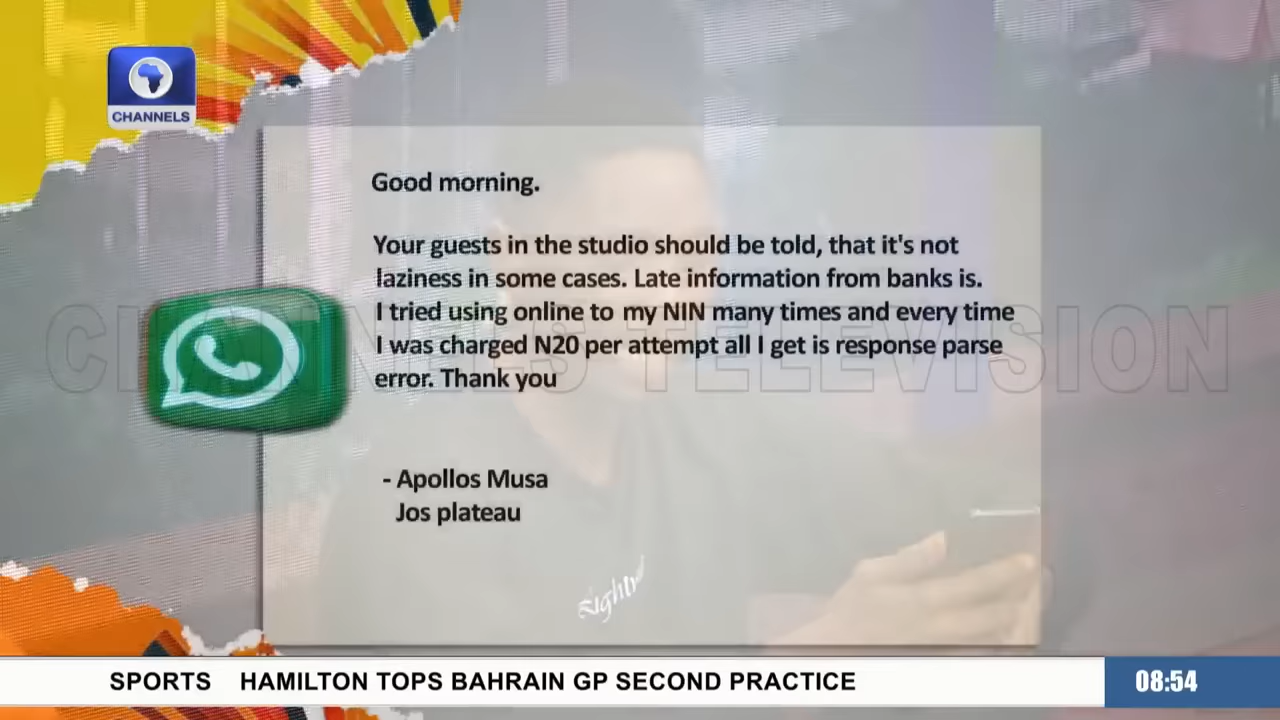 CHANNELS
Good morning.
Your guests in the studio should be told, that it's not
laziness in some cases. Late information from banks is.
I tried using online to my NIN many times and every time
I was charged N20 per attempt all I get is response parse
error. Thank you
- Apollos Musa
Jos plateau
CHANNELS TELEVISION
SPORTS HAMILTON TOPS BAHRAIN GP SECOND PRACTICE
08:54